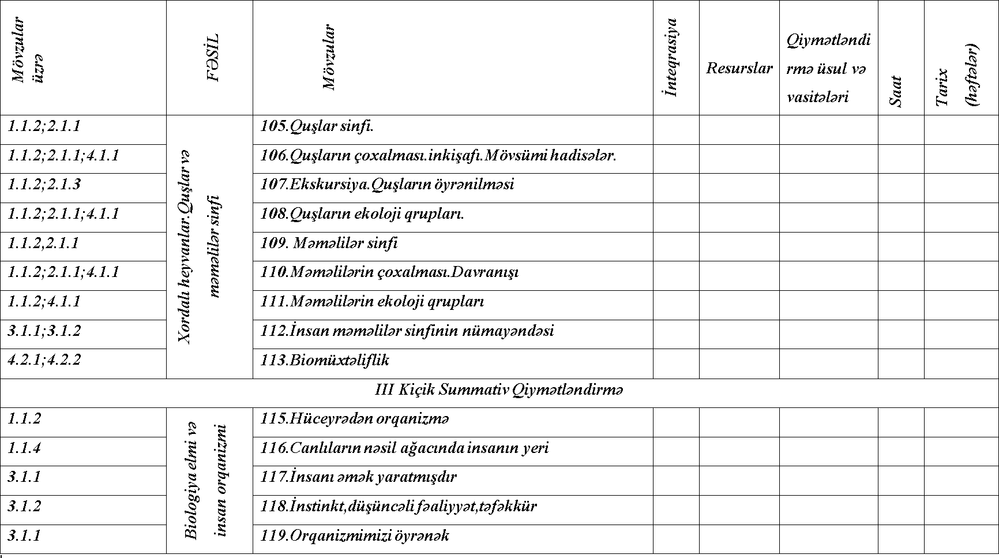 Mövzular
üzrə
FƏSİL
Mövzular
İnteqrasiya
Resurslar
Qiymətləndi
rmə üsul və
vasitələri
Saat
Tarix
(həftələr)
1.1.2;2.1.1
Xordalı heyvanlar.Quşlar və
məməlilər sinfi
105.Quşlar sinfi.
1.1.2;2.1.1;4.1.1
106.Quşların çoxalması.inkişafı.Mövsümi hadisələr.
1.1.2;2.1.3
107.Ekskursiya.Quşların öyrənilməsi
1.1.2;2.1.1;4.1.1
108.Quşların ekoloji qrupları.
1.1.2,2.1.1
109. Məməlilər sinfi
1.1.2;2.1.1;4.1.1
110.Məməlilərin çoxalması.Davranışı
1.1.2;4.1.1
111.Məməlilərin ekoloji qrupları
3.1.1;3.1.2
112.İnsan məməlilər sinfinin nümayəndəsi
4.2.1;4.2.2
113.Biomüxtəliflik
III Kiçik Summativ Qiymətləndirmə
1.1.2
Biologiya elmi və
insan orqanizmi
115.Hüceyrədən orqanizmə
1.1.4
116.Canlıların nəsil ağacında insanın yeri
3.1.1
117.İnsanı əmək yaratmışdır
3.1.2
118.İnstinkt,düşüncəli fəaliyyət,təfəkkür
3.1.1
119.Orqanizmimizi öyrənək